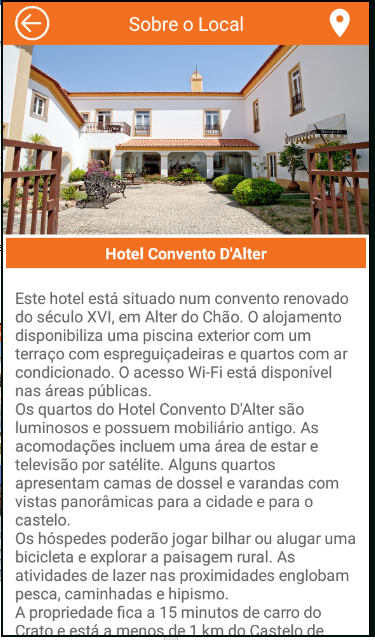 Sobre o Local
Hotel Convento D'Alter
Este hotel está situado num convento renovado
do século XVI, em Alter do Chão. O alojamento
disponibiliza uma piscina exterior com um
terraço com espreguiçadeiras e quartos com ar
condicionado. O acesso Wi-Fi está disponível
nas áreas públicas.
Os quartos do Hotel Convento D'Alter são
luminosos e possuem mobiliário antigo. As
acomodações incluem uma área de estar e
televisão por satélite. Alguns quartos
apresentam camas de dossel e varandas com
vistas panorâmicas para a cidade e para o
castelo.
Os hóspedes poderão jogar bilhar ou alugar uma
bicicleta e explorar a paisagem rural. As
atividades de lazer nas proximidades englobam
pesca, caminhadas e hipismo.
A propriedade fica a 15 minutos de carro do
Crato e está a menos de 1 km do Castelo de